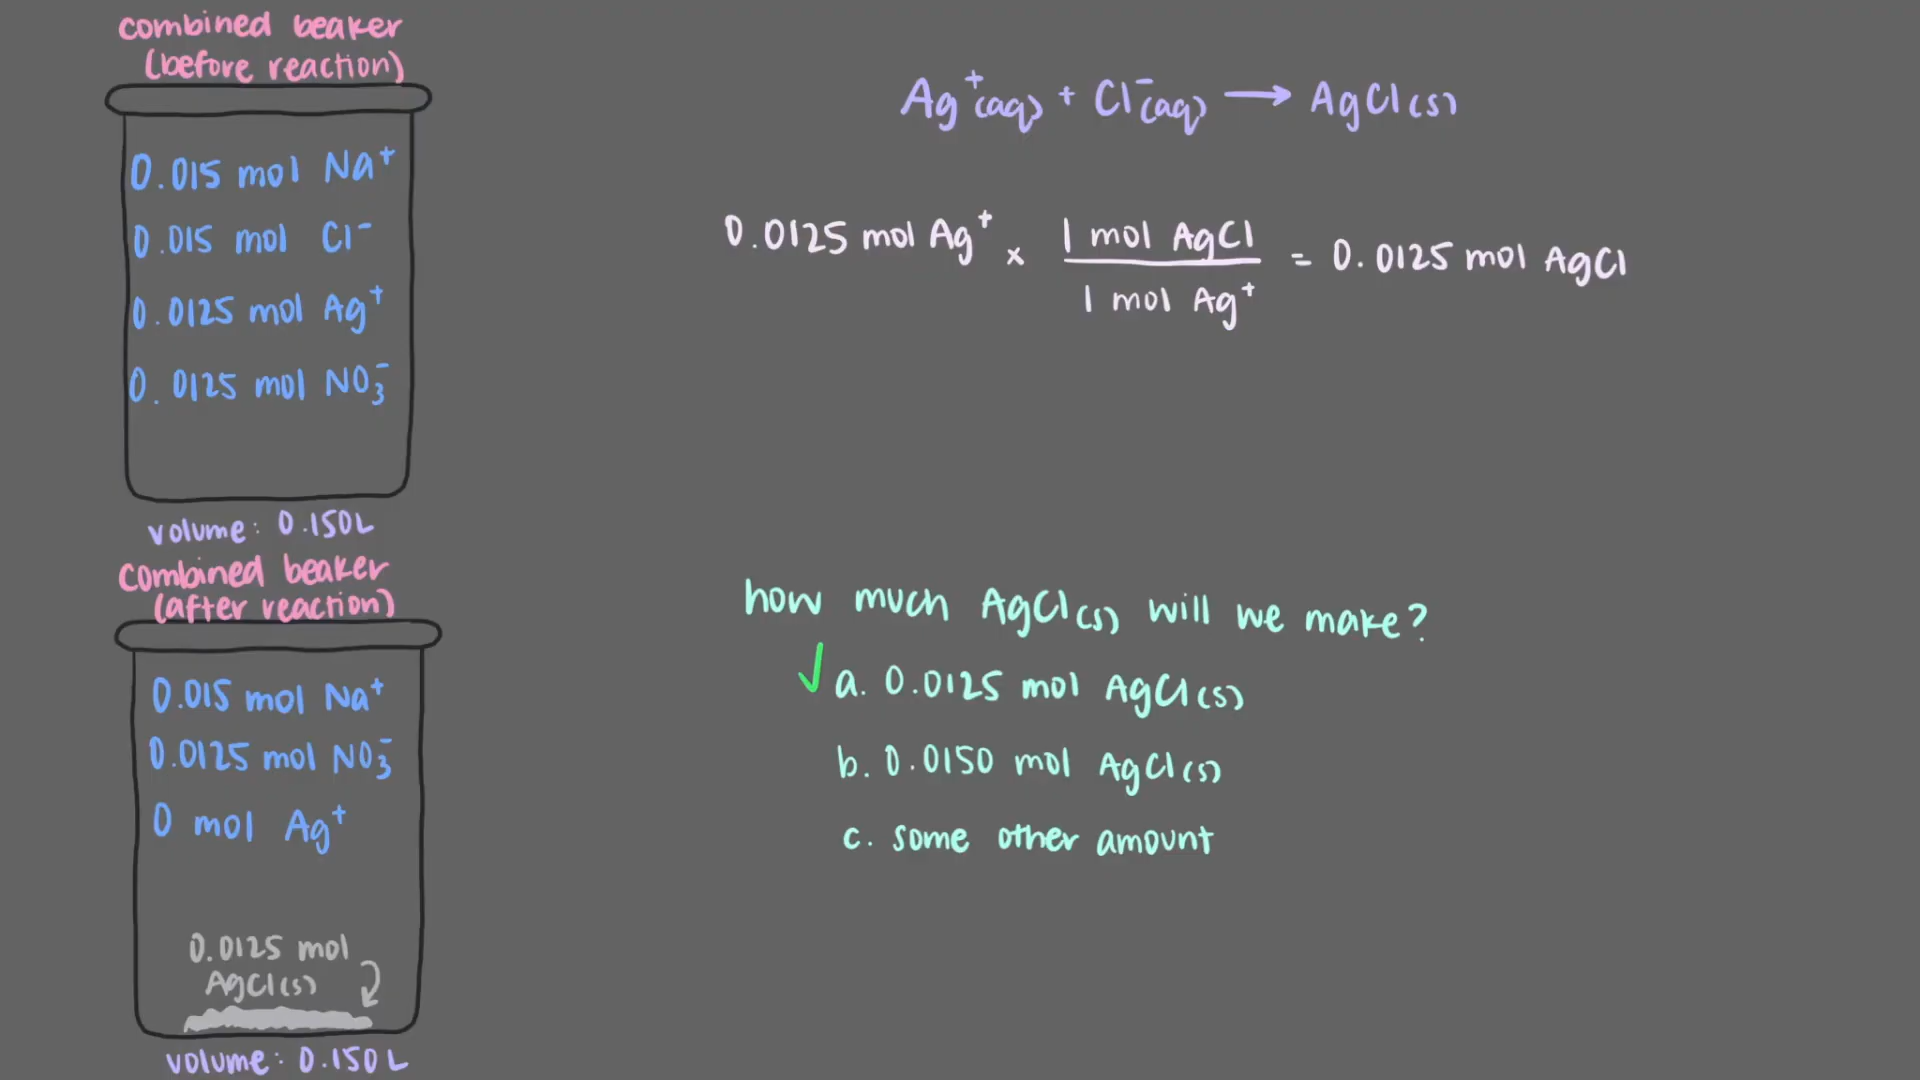 combined beaker
(before reaction)
0.015 mol Na⁺
0.015 mol Cl⁻
0.0125 mol Ag⁺
0.0125 mol NO₃⁻
volume: 0.150L
combined beaker
(after reaction)
0.015 mol Na⁺
0.0125 mol NO₃⁻
0 mol Ag⁺
0.0125 mol
AgCl(s)
volume: 0.150L
Ag⁺(aq) + Cl⁻(aq) → AgCl(s)
0.0125 mol Ag⁺ × 1 mol AgCl / 1 mol Ag⁺ = 0.0125 mol AgCl
how much AgCl(s) will we make?
✓ a. 0.0125 mol AgCl(s)
b. 0.0150 mol AgCl(s)
c. some other amount